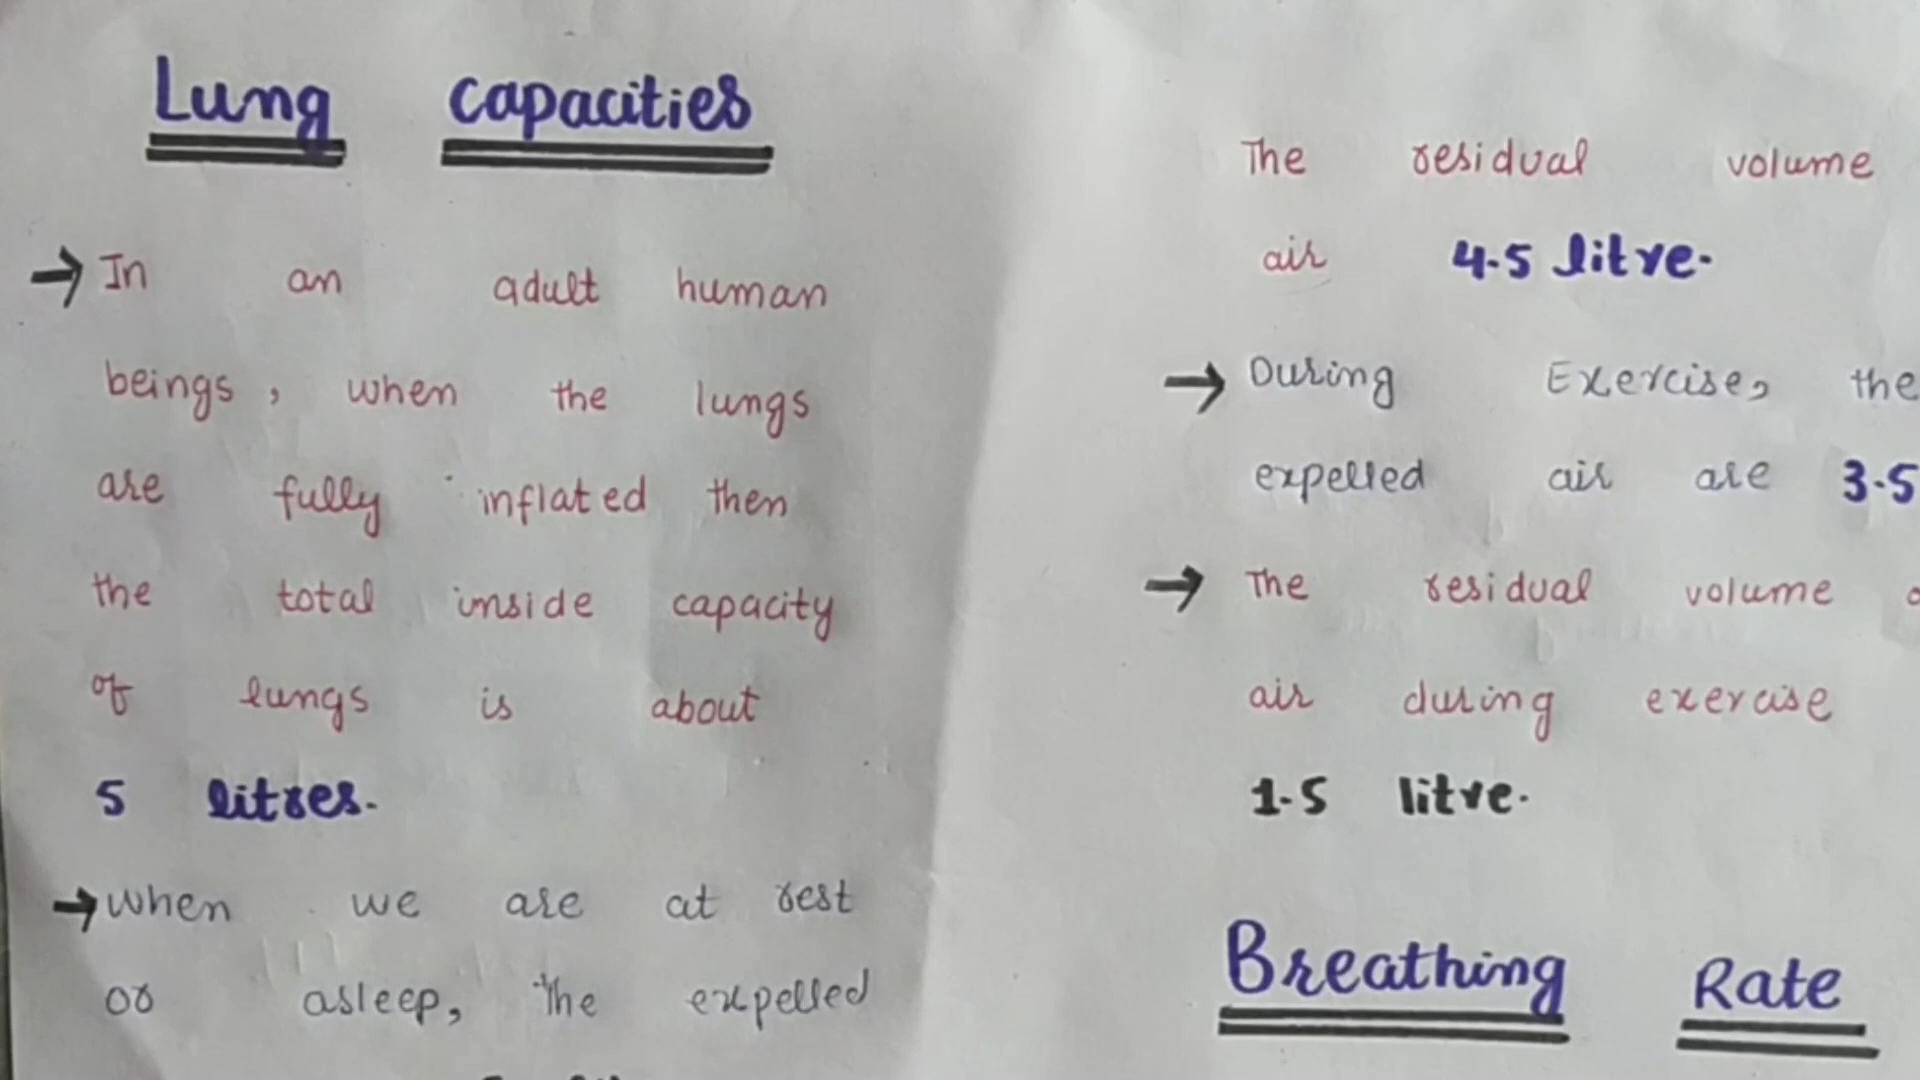 Lung capacities
→ In an adult human
beings, when the lungs
are fully inflated then
the total inside capacity
of lungs is about
5 litres.
→ When we are at rest
or asleep, the expelled
The residual volume
air 4.5 litre.
→ During Exercise, the
expelled air are 3.5
→ The residual volume
air during exercise
1.5 litre.
Breathing Rate